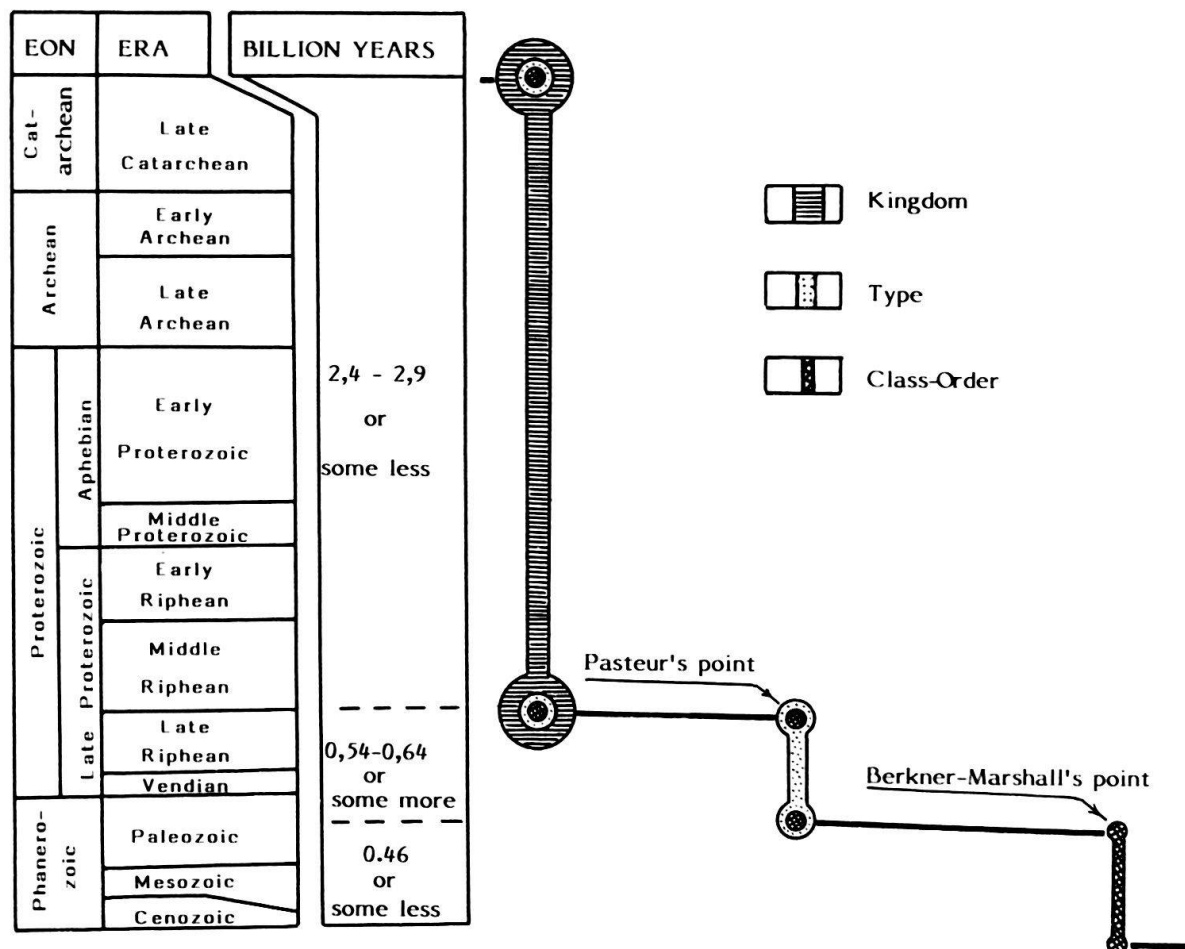 EON
ERA
BILLION YEARS
Cat-
archean
Late
Catarchean
Archean
Early
Archean
Late
Archean
Proterozoic
Aphebian
Early
Proterozoic
Middle
Proterozoic
Late Proterozoic
Early
Riphean
Middle
Riphean
Late
Riphean
Vendian
Phanero-
zoic
Paleozoic
Mesozoic
Cenozoic
2,4 - 2,9
or
some less
0,54-0,64
or
some more
0.46
or
some less
Kingdom
Type
Class-Order
Pasteur's point
Berkner-Marshall's point